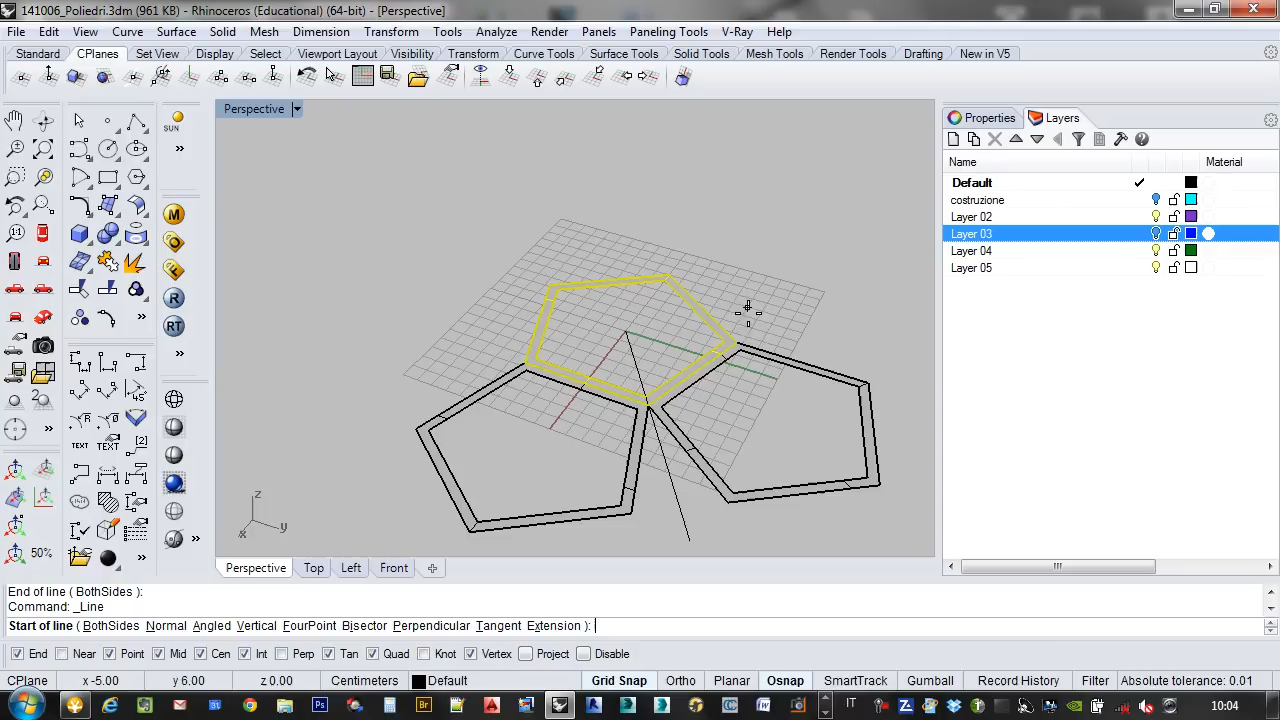 141006_Poliedri.3dm (961 KB) - Rhinoceros (Educational) (64-bit) - [Perspective]
File Edit View Curve Surface Solid Mesh Dimension Transform Tools Analyze Render Panels Paneling Tools V-Ray Help
Standard CPlanes Set View Display Select Viewport Layout Visibility Transform Curve Tools Surface Tools Solid Tools Mesh Tools Render Tools Drafting New in V5
Perspective
Properties Layers
Name Material
Default
costruzione
Layer 02
Layer 03
Layer 04
Layer 05
SUN
»
M
R
RT
»
TEXT
50%
»
»
z
y
x
Perspective Top Left Front
End of line ( BothSides ):
Command: _Line
Start of line ( BothSides Normal Angled Vertical FourPoint Bisector Perpendicular Tangent Extension ):
End Near Point Mid Cen Int Perp Tan Quad Knot Vertex Project Disable
CPlane x -5.00 y 6.00 z 0.00 Centimeters Default Grid Snap Ortho Planar Osnap SmartTrack Gumball Record History Filter Absolute tolerance: 0.01
Ps Br IT 10:04